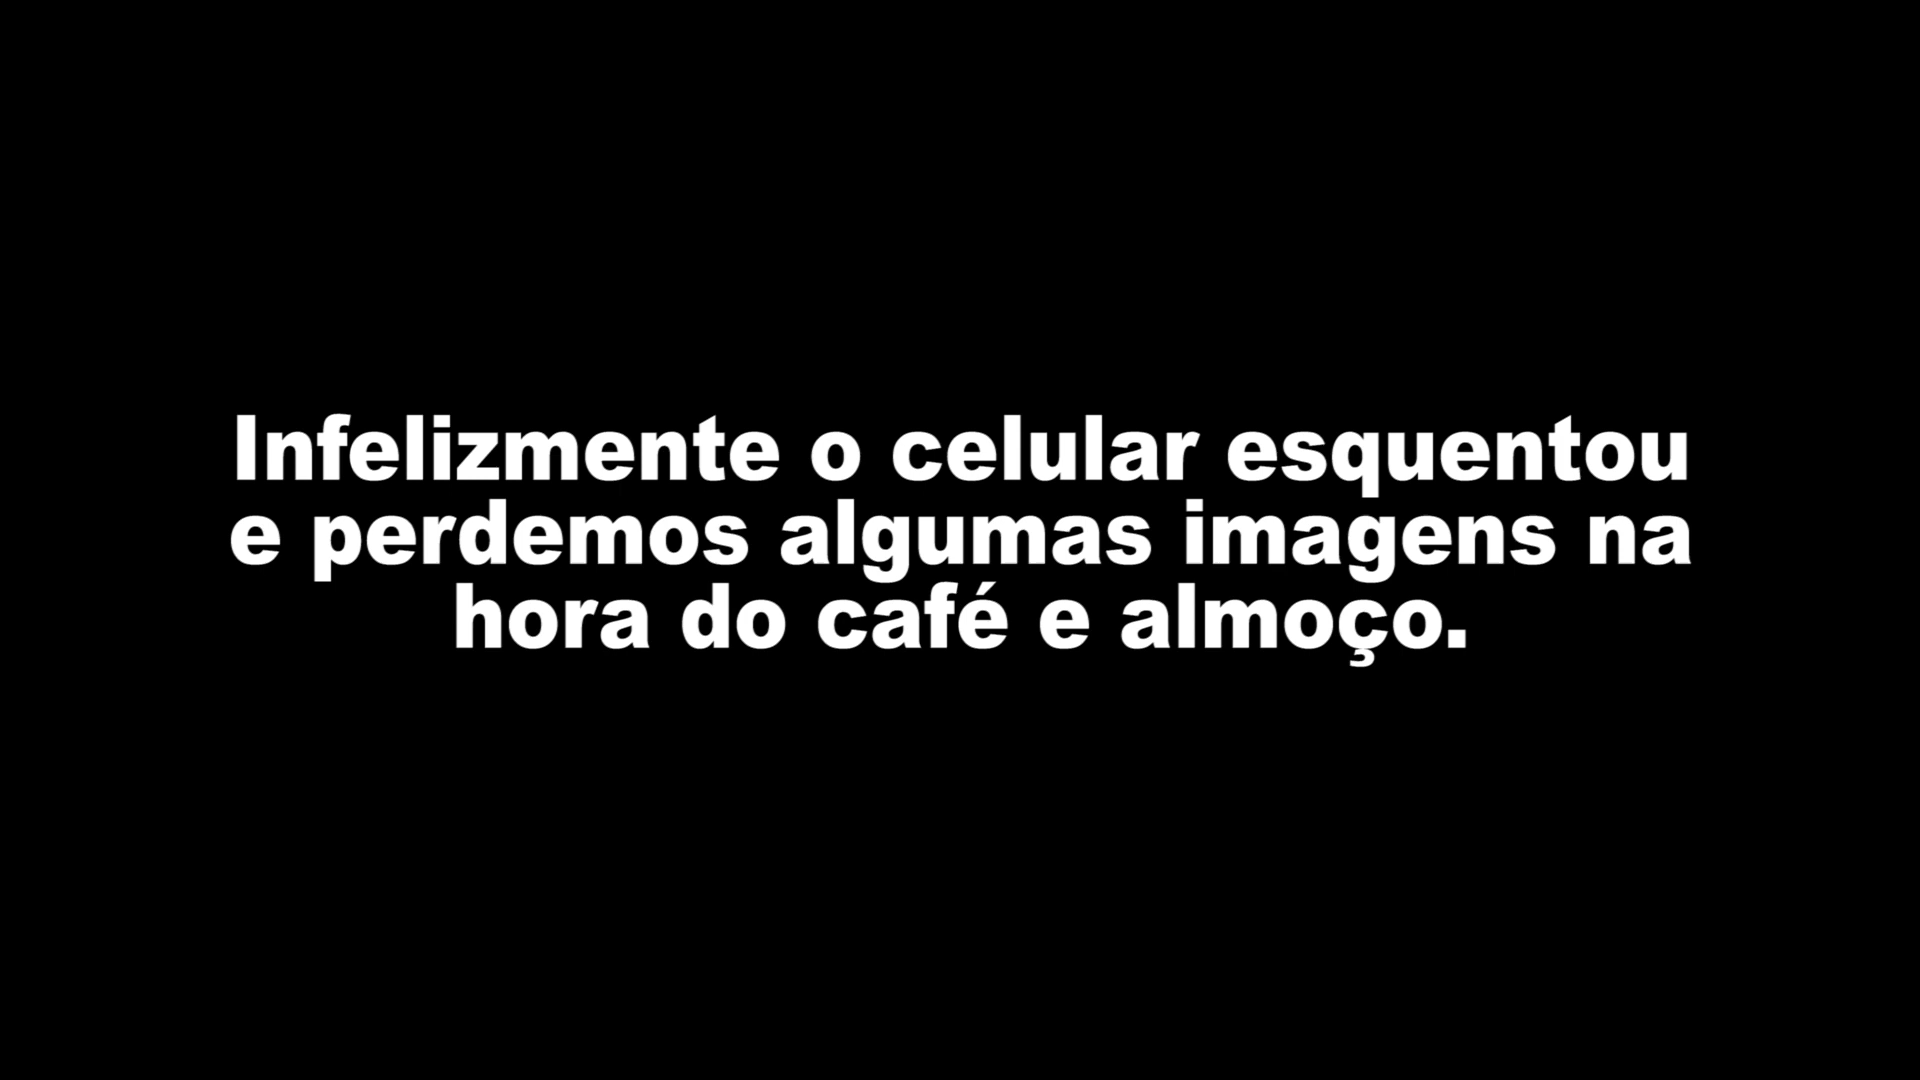 Infelizmente o celular esquentou
e perdemos algumas imagens na
hora do café e almoço.